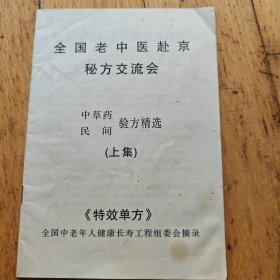 全国老中医赴京
秘方交流会
中草药
民间 验方精选
(上集)
《特效单方》
全国中老年人健康长寿工程组委会摘录